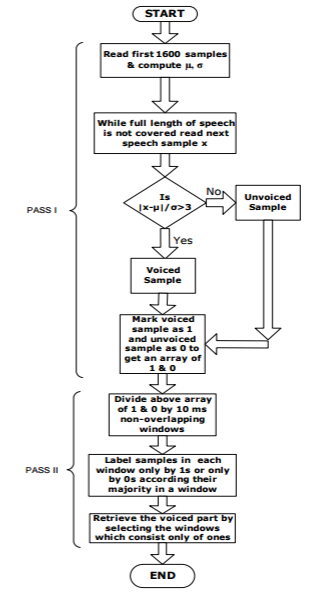 START
Read first 1600 samples
& compute μ, σ
While full length of speech
is not covered read next
speech sample x
Is
|x-μ|/σ>3
No
Unvoiced
Sample
PASS I
Yes
Voiced
Sample
Mark voiced
sample as 1
and unvoiced
sample as 0 to
get an array of
1 & 0
Divide above array
of 1 & 0 by 10 ms
non-overlapping
windows
PASS II
Label samples in each
window only by 1s or only
by 0s according their
majority in a window
Retrieve the voiced part by
selecting the windows
which consist only of ones
END